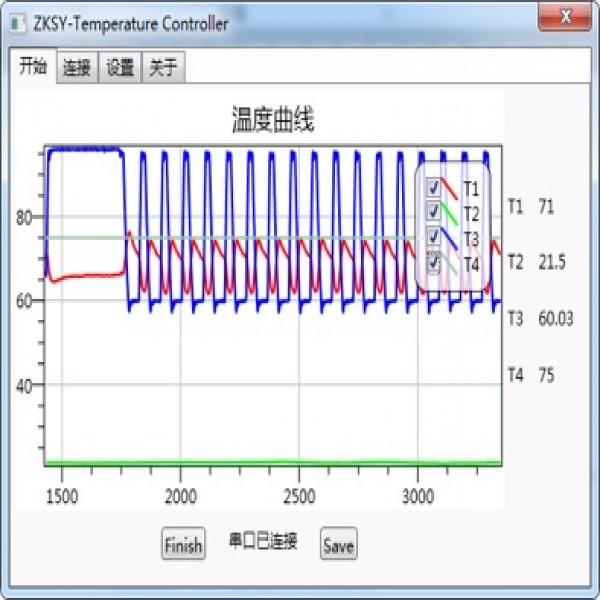 ZKSY-Temperature Controller
开始 连接 设置 关于
温度曲线
T1
T2
T3
T4
T1 71
T2 21.5
T3 60.03
T4 75
80
60
40
1500 2000 2500 3000
Finish 串口已连接 Save